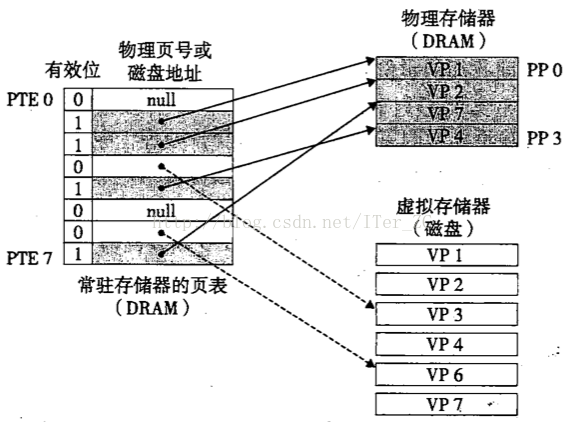 物理页号或
磁盘地址
有效位
PTE 0
0
null
1
1
0
1
0
null
0
PTE 7
1
常驻存储器的页表
(DRAM)
物理存储器
(DRAM)
VP 1
PP 0
VP 2
VP 7
VP 4
PP 3
虚拟存储器
(磁盘)
VP 1
VP 2
VP 3
VP 4
VP 6
VP 7